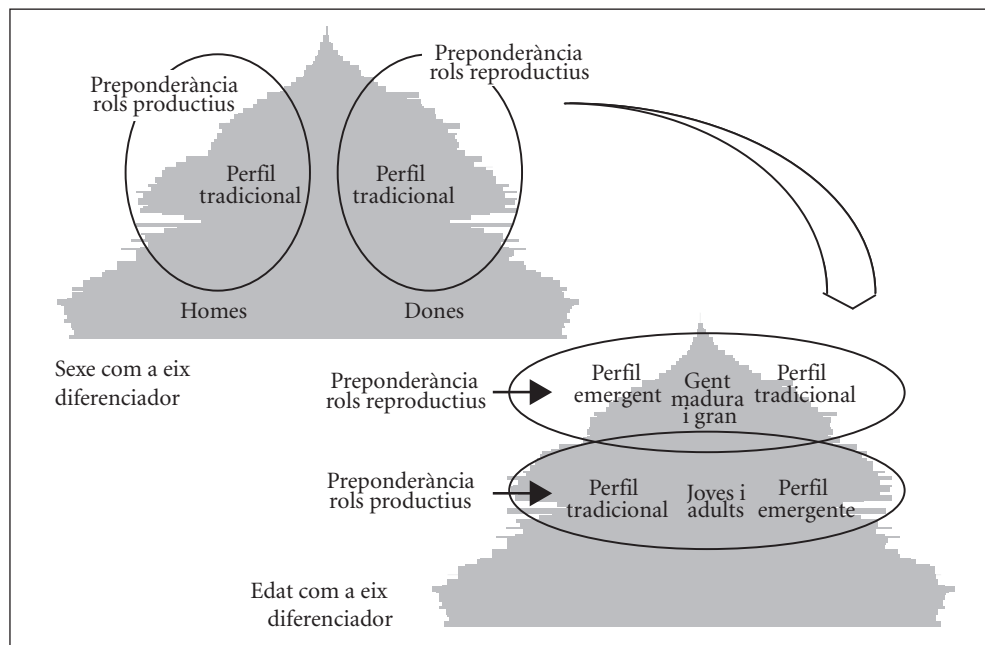 Preponderància
rols productius
Preponderància
rols reproductius
Perfil
tradicional
Perfil
tradicional
Homes
Dones
Sexe com a eix
diferenciador
Preponderància
rols reproductius
Perfil
emergent
Gent
madura
i gran
Perfil
tradicional
Preponderància
rols productius
Perfil
tradicional
Joves i
adults
Perfil
emergente
Edat com a eix
diferenciador